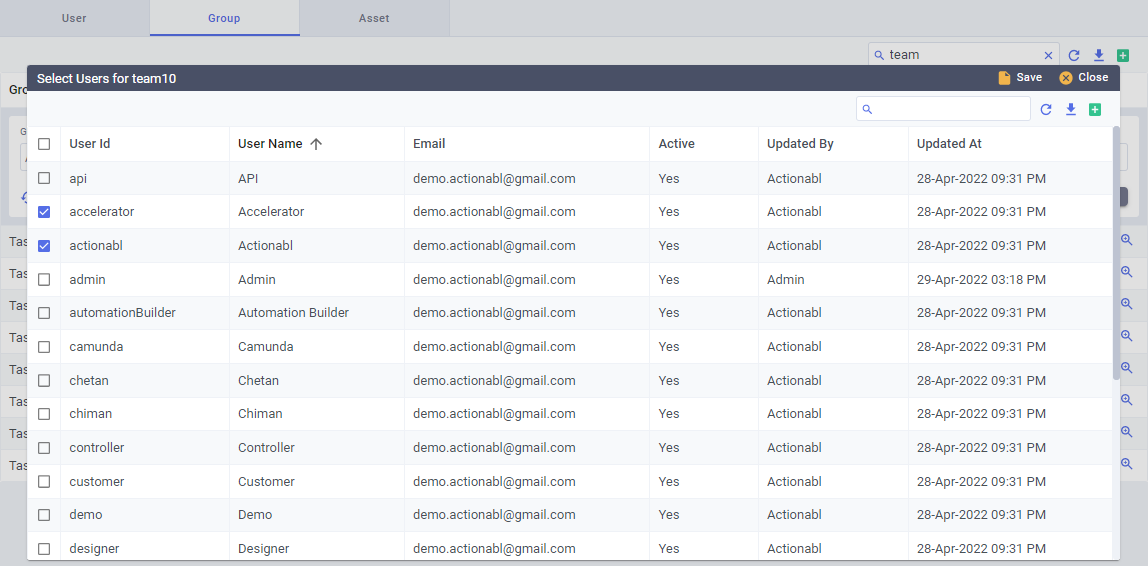 User Group Asset
team
Select Users for team10 Save Close
User Id User Name Email Active Updated By Updated At
api API demo.actionabl@gmail.com Yes Actionabl 28-Apr-2022 09:31 PM
accelerator Accelerator demo.actionabl@gmail.com Yes Actionabl 28-Apr-2022 09:31 PM
actionabl Actionabl demo.actionabl@gmail.com Yes Actionabl 28-Apr-2022 09:31 PM
admin Admin demo.actionabl@gmail.com Yes Admin 29-Apr-2022 03:18 PM
automationBuilder Automation Builder demo.actionabl@gmail.com Yes Actionabl 28-Apr-2022 09:31 PM
camunda Camunda demo.actionabl@gmail.com Yes Actionabl 28-Apr-2022 09:31 PM
chetan Chetan demo.actionabl@gmail.com Yes Actionabl 28-Apr-2022 09:31 PM
chiman Chiman demo.actionabl@gmail.com Yes Actionabl 28-Apr-2022 09:31 PM
controller Controller demo.actionabl@gmail.com Yes Actionabl 28-Apr-2022 09:31 PM
customer Customer demo.actionabl@gmail.com Yes Actionabl 28-Apr-2022 09:31 PM
demo Demo demo.actionabl@gmail.com Yes Actionabl 28-Apr-2022 09:31 PM
designer Designer demo.actionabl@gmail.com Yes Actionabl 28-Apr-2022 09:31 PM